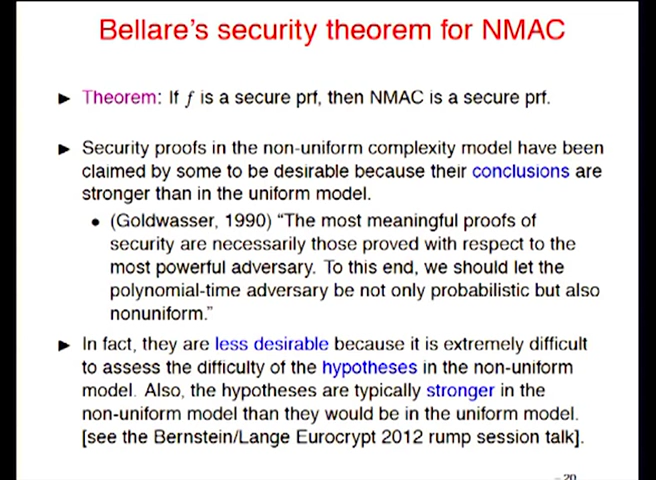 Bellare's security theorem for NMAC
► Theorem: If f is a secure prf, then NMAC is a secure prf.
► Security proofs in the non-uniform complexity model have been
claimed by some to be desirable because their conclusions are
stronger than in the uniform model.
• (Goldwasser, 1990) “The most meaningful proofs of
security are necessarily those proved with respect to the
most powerful adversary. To this end, we should let the
polynomial-time adversary be not only probabilistic but also
nonuniform.”
► In fact, they are less desirable because it is extremely difficult
to assess the difficulty of the hypotheses in the non-uniform
model. Also, the hypotheses are typically stronger in the
non-uniform model than they would be in the uniform model.
[see the Bernstein/Lange Eurocrypt 2012 rump session talk].
– 20